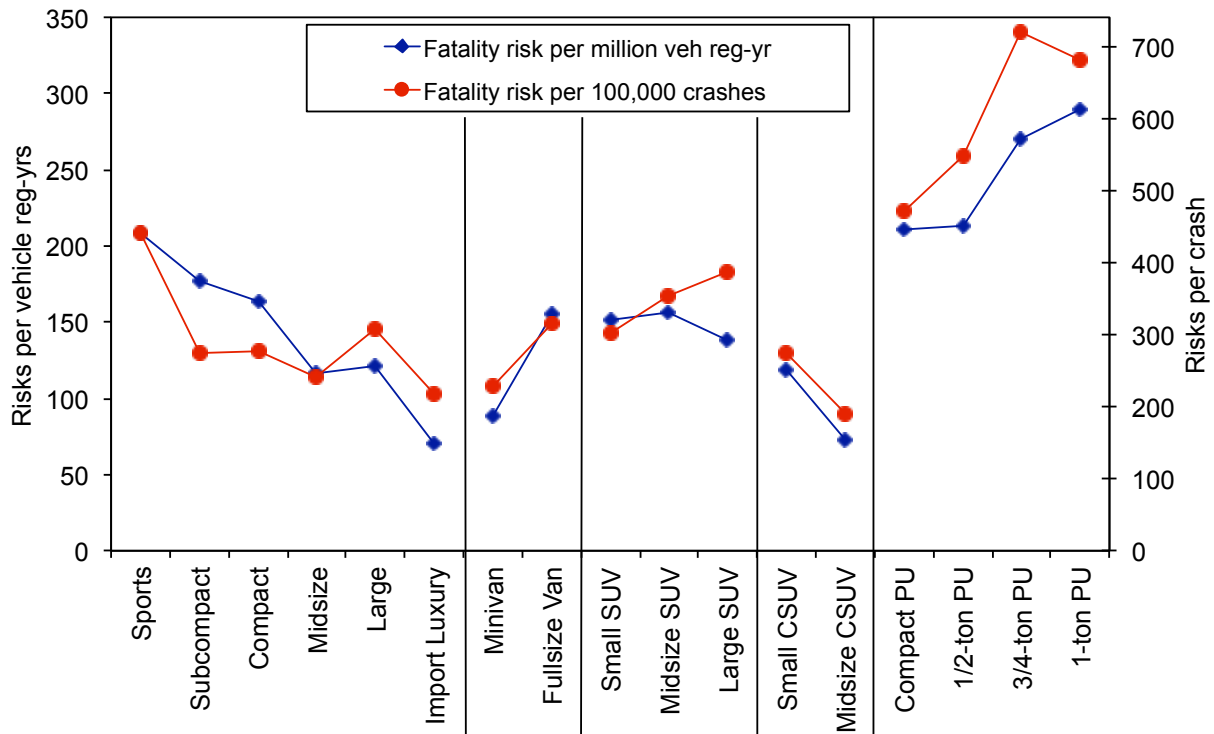 Fatality risk per million veh reg-yr
Fatality risk per 100,000 crashes
Risks per vehicle reg-yrs
350
300
250
200
150
100
50
0
Risks per crash
700
600
500
400
300
200
100
0
Sports
Subcompact
Compact
Midsize
Large
Import Luxury
Minivan
Fullsize Van
Small SUV
Midsize SUV
Large SUV
Small CSUV
Midsize CSUV
Compact PU
1/2-ton PU
3/4-ton PU
1-ton PU